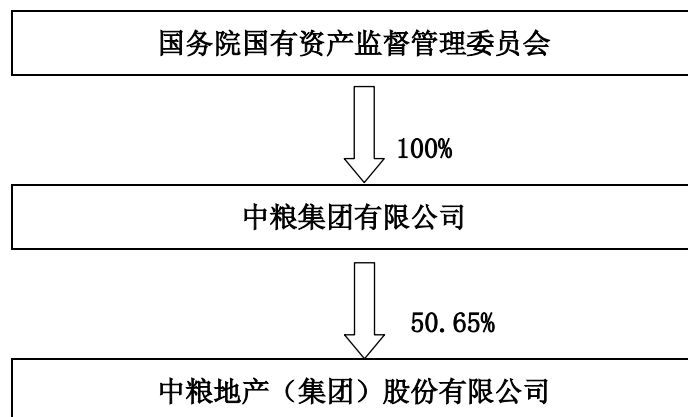 国务院国有资产监督管理委员会
100%
中粮集团有限公司
50.65%
中粮地产（集团）股份有限公司